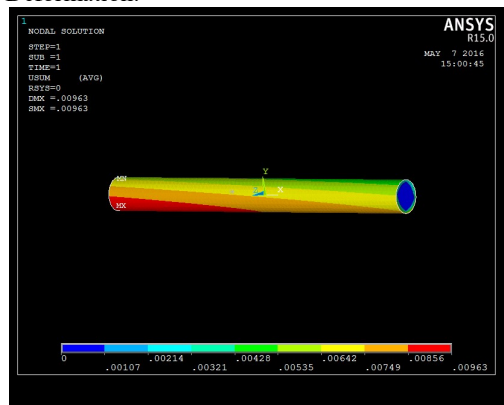 Deformation:
1
NODAL SOLUTION
STEP=1
SUB =1
TIME=1
USUM (AVG)
RSYS=0
DMX =.00963
SMX =.00963
ANSYS
R15.0
MAY 7 2016
15:00:45
MN
Y
X
MX
0 .00214 .00428 .00642 .00856
.00107 .00321 .00535 .00749 .00963